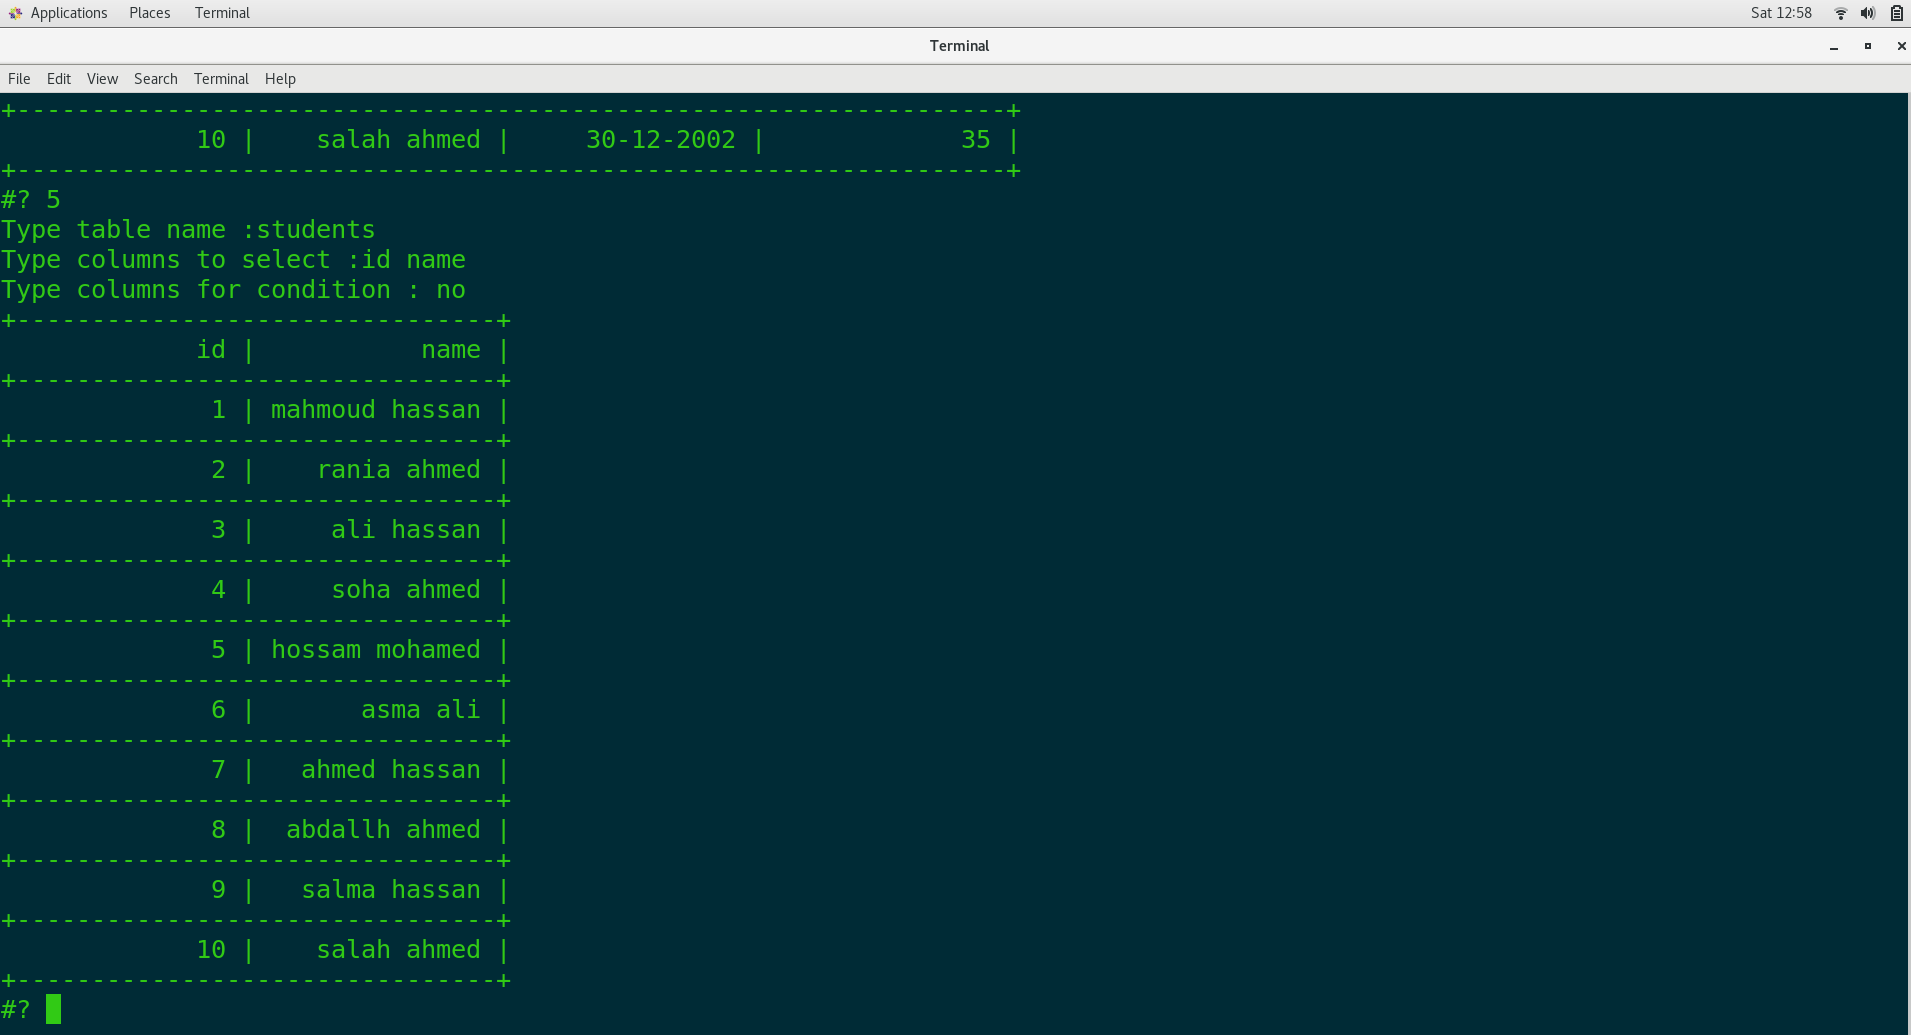 Applications Places Terminal Sat 12:58
Terminal
File Edit View Search Terminal Help
+------------------------------------------------------------------+
             10 |    salah ahmed |     30-12-2002 |             35 |
+------------------------------------------------------------------+
#? 5
Type table name :students
Type columns to select :id name
Type columns for condition : no
+--------------------------------+
             id |           name |
+--------------------------------+
              1 | mahmoud hassan |
+--------------------------------+
              2 |    rania ahmed |
+--------------------------------+
              3 |     ali hassan |
+--------------------------------+
              4 |     soha ahmed |
+--------------------------------+
              5 | hossam mohamed |
+--------------------------------+
              6 |       asma ali |
+--------------------------------+
              7 |   ahmed hassan |
+--------------------------------+
              8 |  abdallh ahmed |
+--------------------------------+
              9 |   salma hassan |
+--------------------------------+
             10 |    salah ahmed |
+--------------------------------+
#?